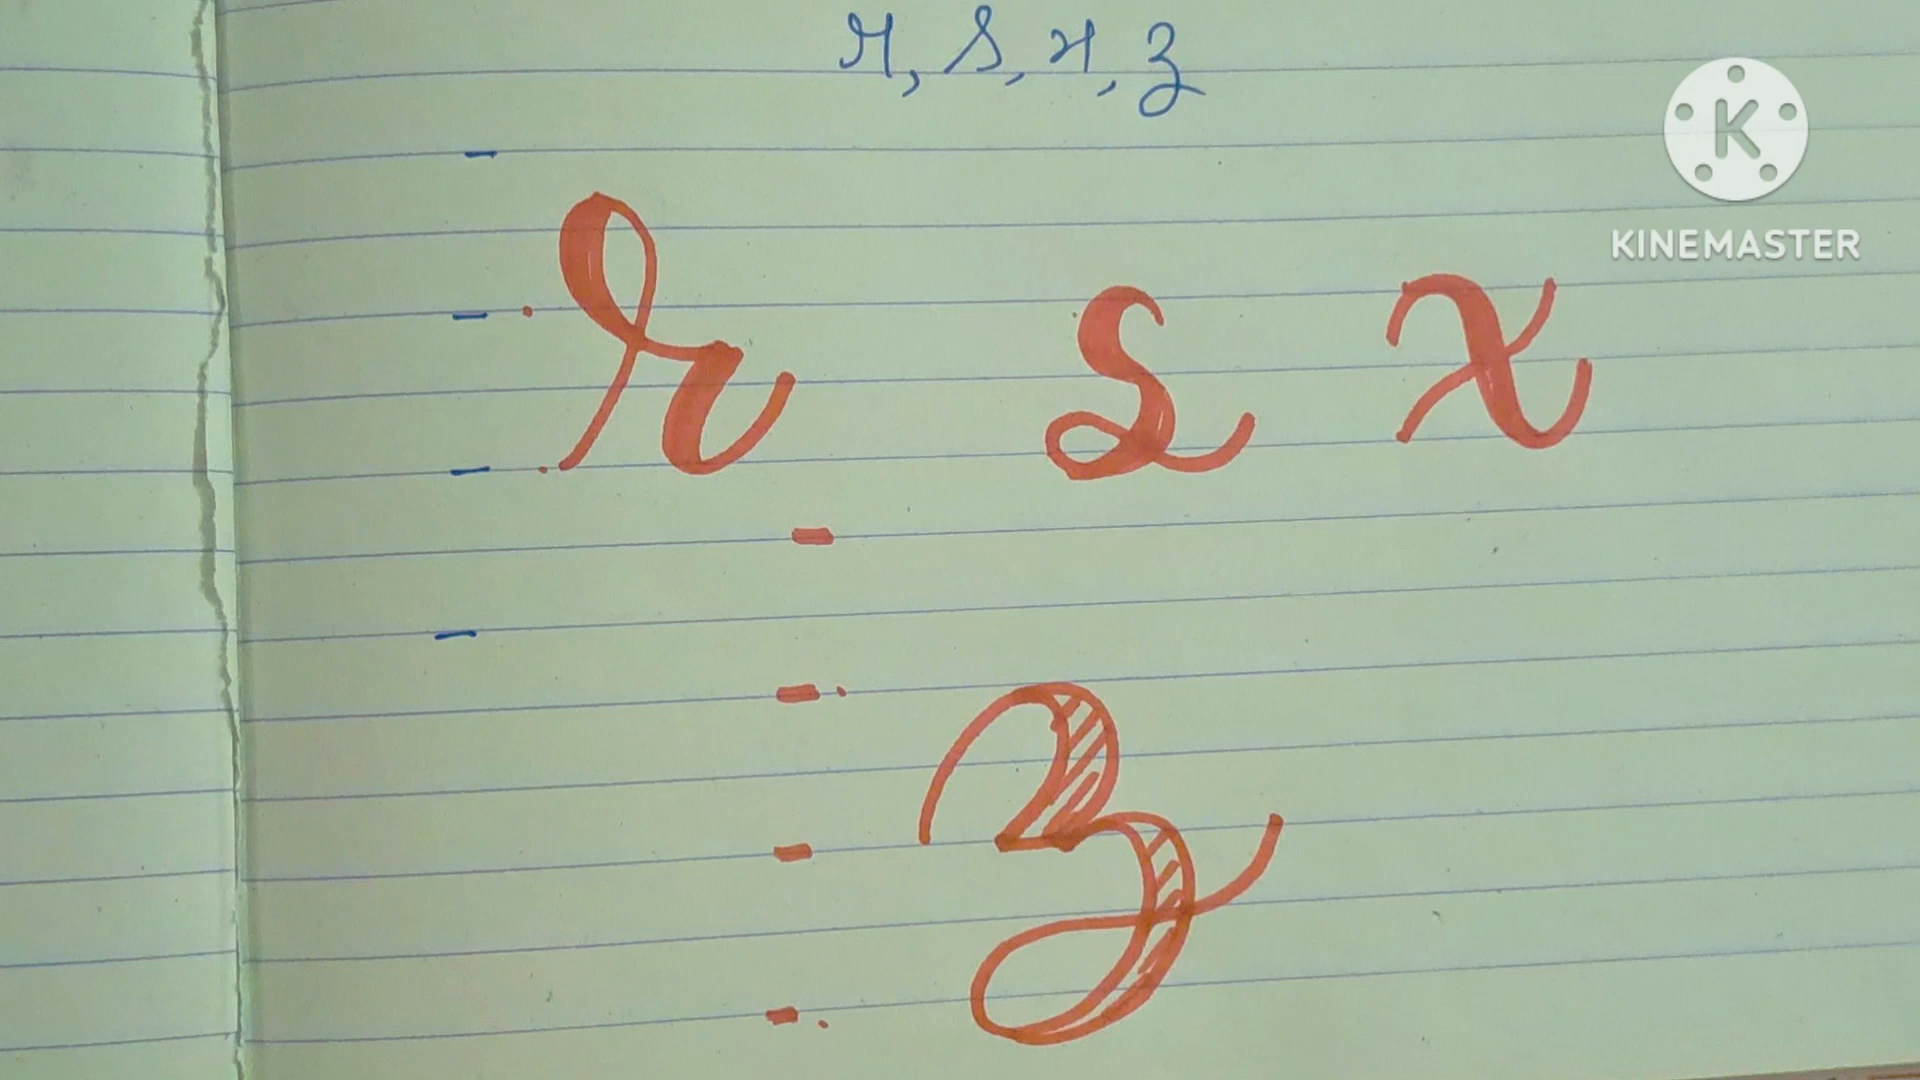 r, s, x, z
K
KINEMASTER
r s x
z